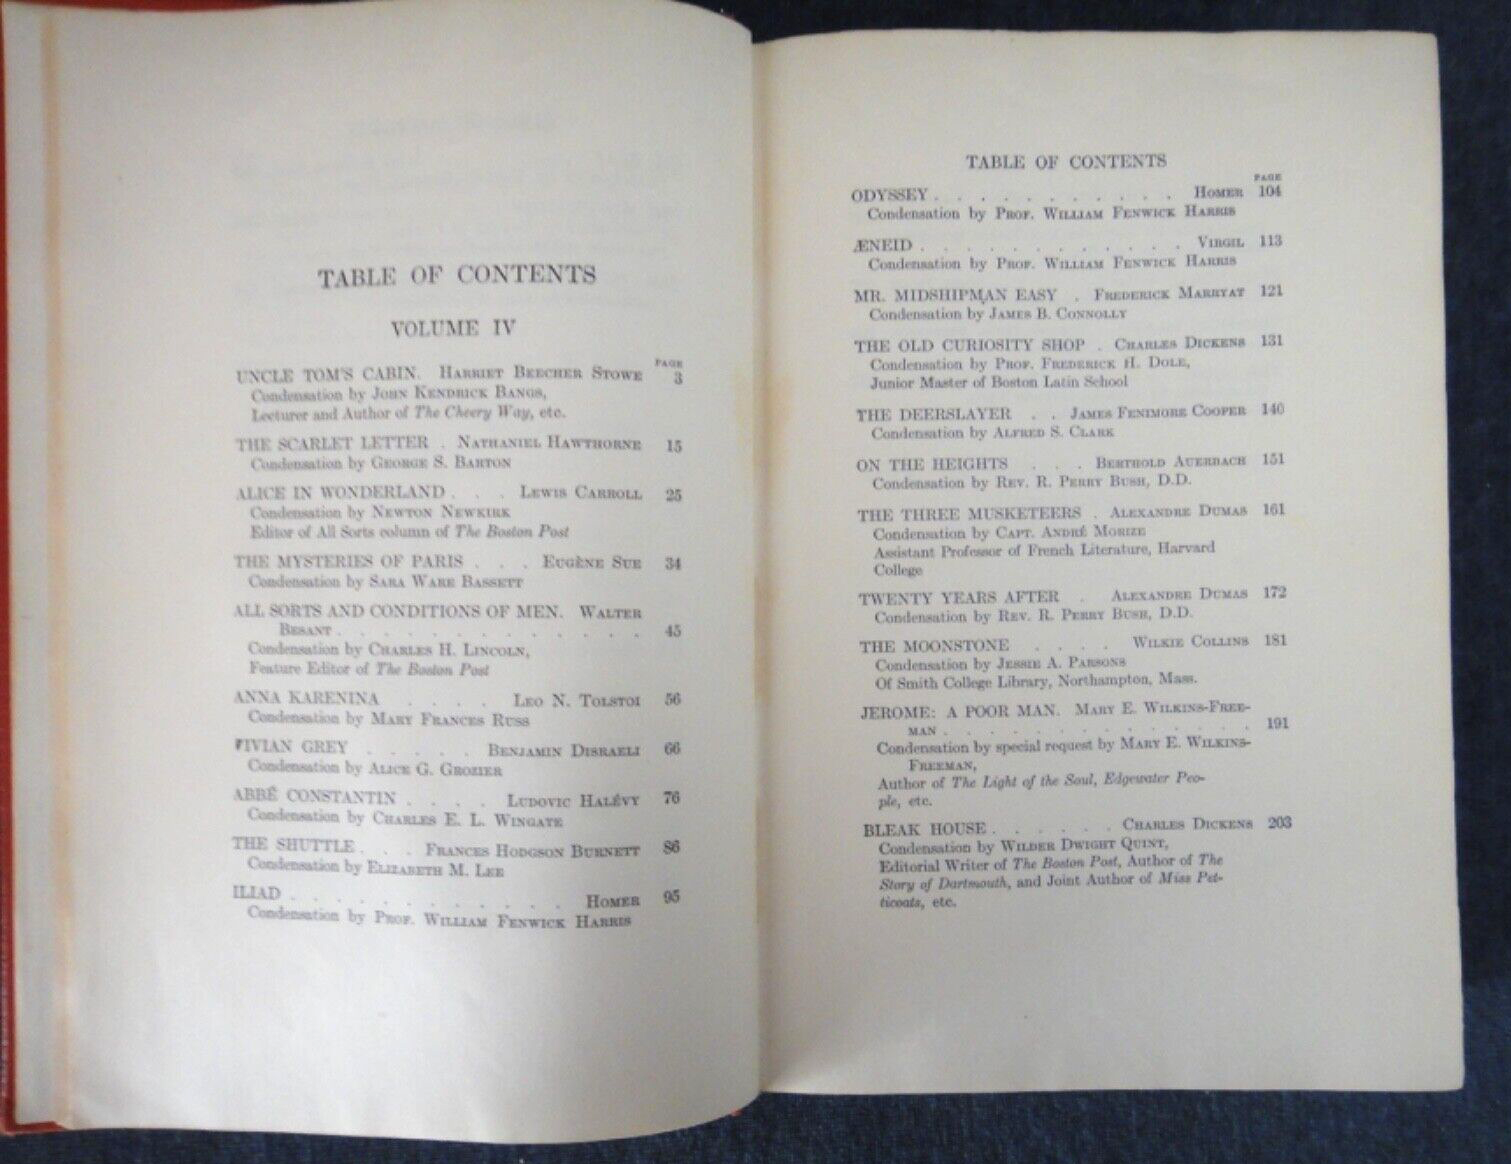 TABLE OF CONTENTS
VOLUME IV
PAGE
UNCLE TOM'S CABIN. HARRIET BEECHER STOWE 3
Condensation by JOHN KENDRICK BANGS,
Lecturer and Author of The Cheery Way, etc.
THE SCARLET LETTER . NATHANIEL HAWTHORNE 15
Condensation by GEORGE S. BARTON
ALICE IN WONDERLAND . . . LEWIS CARROLL 25
Condensation by NEWTON NEWKIRK
Editor of All Sorts column of The Boston Post
THE MYSTERIES OF PARIS . . . EUGÈNE SUE 34
Condensation by SARA WARE BASSETT
ALL SORTS AND CONDITIONS OF MEN. WALTER
BESANT . . . . . . . . . . . . . 45
Condensation by CHARLES H. LINCOLN,
Feature Editor of The Boston Post
ANNA KARENINA . . . . LEO N. TOLSTOI 56
Condensation by MARY FRANCES RUSS
VIVIAN GREY . . . . . BENJAMIN DISRAELI 66
Condensation by ALICE G. GROZIER
ABBÉ CONSTANTIN . . . . LUDOVIC HALÉVY 76
Condensation by CHARLES E. L. WINGATE
THE SHUTTLE . . . FRANCES HODGSON BURNETT 86
Condensation by ELIZABETH M. LEE
ILIAD . . . . . . . . . . . . HOMER 95
Condensation by PROF. WILLIAM FENWICK HARRIS
TABLE OF CONTENTS
PAGE
ODYSSEY . . . . . . . . . . . HOMER 104
Condensation by PROF. WILLIAM FENWICK HARRIS
ÆNEID . . . . . . . . . . . . VIRGIL 113
Condensation by PROF. WILLIAM FENWICK HARRIS
MR. MIDSHIPMAN EASY . FREDERICK MARRYAT 121
Condensation by JAMES B. CONNOLLY
THE OLD CURIOSITY SHOP . CHARLES DICKENS 131
Condensation by PROF. FREDERICK H. DOLE,
Junior Master of Boston Latin School
THE DEERSLAYER . . JAMES FENIMORE COOPER 140
Condensation by ALFRED S. CLARK
ON THE HEIGHTS . . . BERTHOLD AUERBACH 151
Condensation by REV. R. PERRY BUSH, D.D.
THE THREE MUSKETEERS . ALEXANDRE DUMAS 161
Condensation by CAPT. ANDRÉ MORIZE
Assistant Professor of French Literature, Harvard
College
TWENTY YEARS AFTER . ALEXANDRE DUMAS 172
Condensation by REV. R. PERRY BUSH, D.D.
THE MOONSTONE . . . . WILKIE COLLINS 181
Condensation by JESSIE A. PARSONS
Of Smith College Library, Northampton, Mass.
JEROME: A POOR MAN. MARY E. WILKINS-FREE-
MAN . . . . . . . . . . . . . 191
Condensation by special request by MARY E. WILKINS-
FREEMAN,
Author of The Light of the Soul, Edgewater Peo-
ple, etc.
BLEAK HOUSE . . . . . . CHARLES DICKENS 203
Condensation by WILDER DWIGHT QUINT,
Editorial Writer of The Boston Post, Author of The
Story of Dartmouth, and Joint Author of Miss Pet-
ticoats, etc.